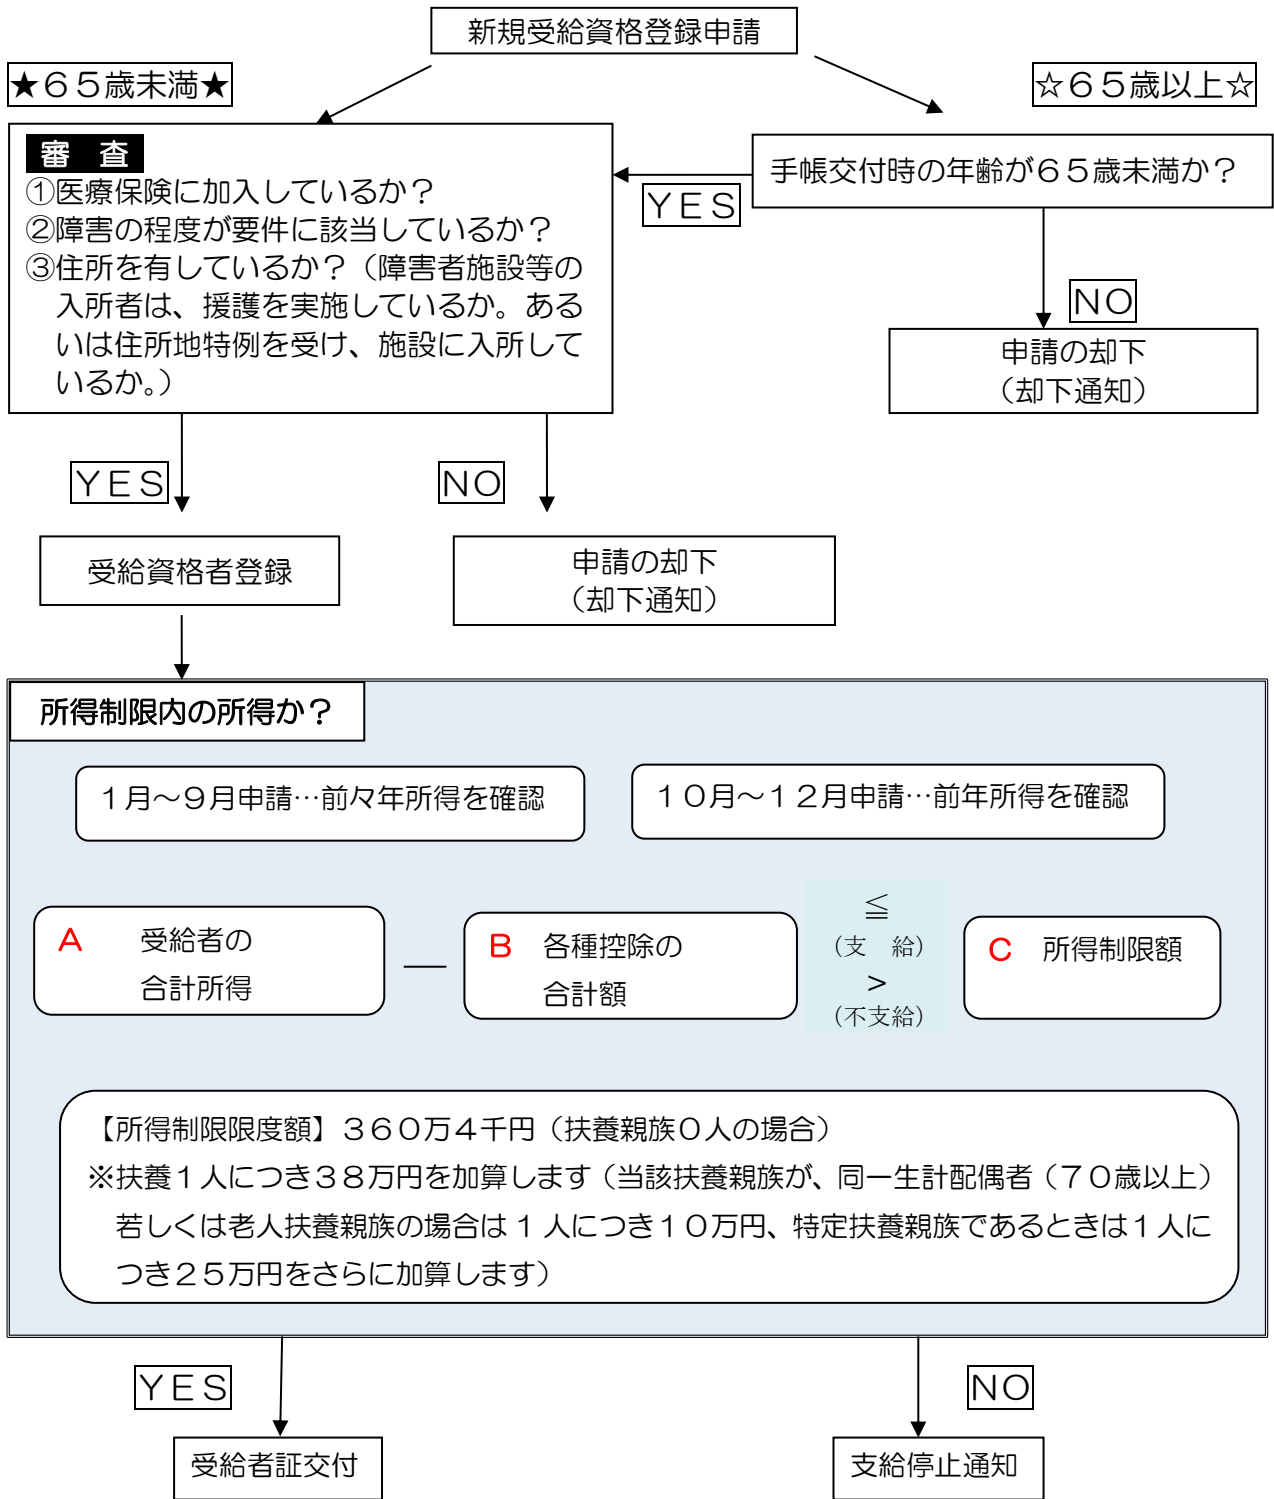 新規受給資格登録申請
★６５歳未満★
☆６５歳以上☆
審　査
①医療保険に加入しているか？
②障害の程度が要件に該当しているか？
③住所を有しているか？（障害者施設等の
入所者は、援護を実施しているか。ある
いは住所地特例を受け、施設に入所して
いるか。）
手帳交付時の年齢が６５歳未満か？
ＹＥＳ
ＮＯ
申請の却下
（却下通知）
ＹＥＳ
ＮＯ
受給資格者登録
申請の却下
（却下通知）
所得制限内の所得か？
１月～９月申請…前々年所得を確認
１０月～１２月申請…前年所得を確認
Ａ　受給者の
合計所得
―
Ｂ　各種控除の
合計額
≦
（支　給）
＞
（不支給）
Ｃ　所得制限額
【所得制限限度額】３６０万４千円（扶養親族０人の場合）
※扶養１人につき３８万円を加算します（当該扶養親族が、同一生計配偶者（７０歳以上）
若しくは老人扶養親族の場合は１人につき１０万円、特定扶養親族であるときは１人に
つき２５万円をさらに加算します）
ＹＥＳ
ＮＯ
受給者証交付
支給停止通知